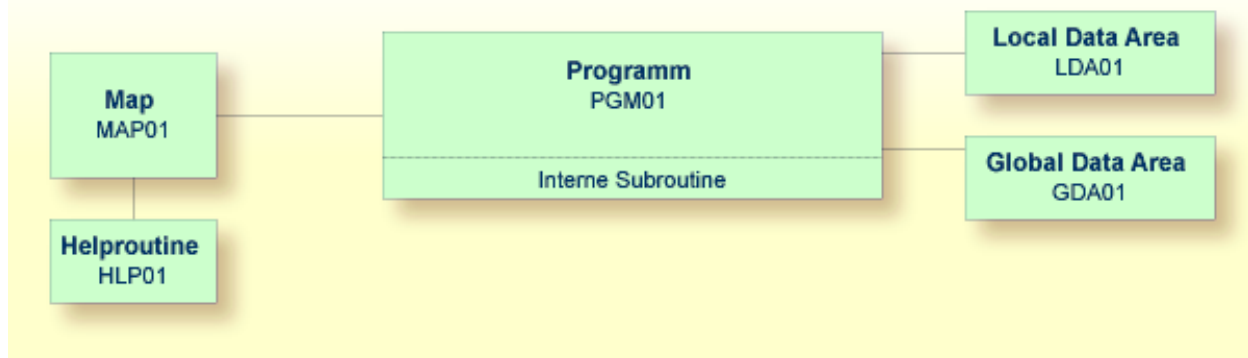 Map
MAP01
Helproutine
HLP01
Programm
PGM01
Interne Subroutine
Local Data Area
LDA01
Global Data Area
GDA01